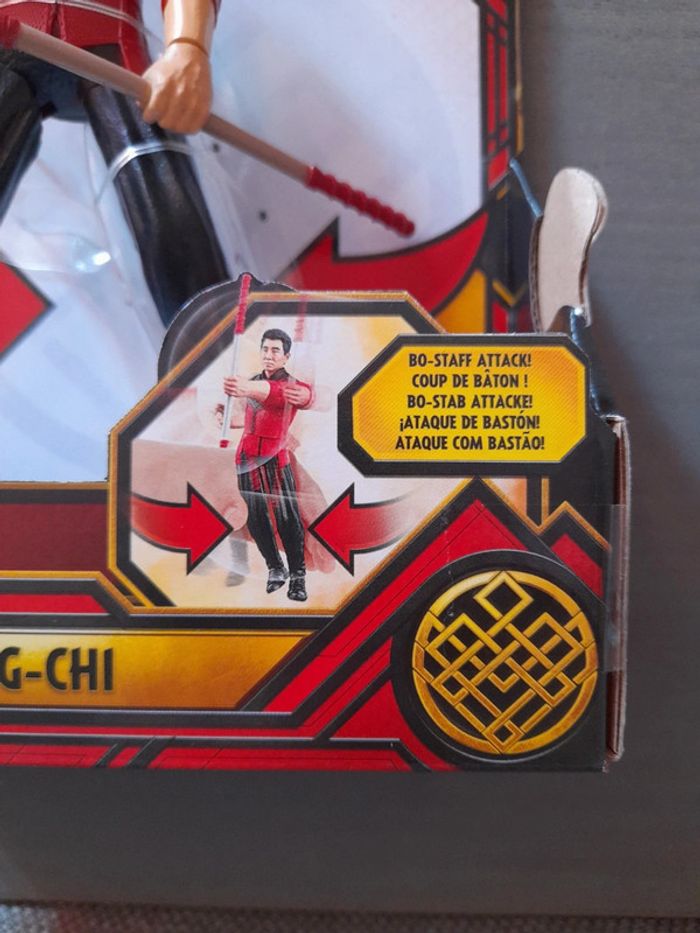 BO-STAFF ATTACK!
COUP DE BÂTON !
BO-STAB ATTACKE!
¡ATAQUE DE BASTÓN!
ATAQUE COM BASTÃO!
G-CHI